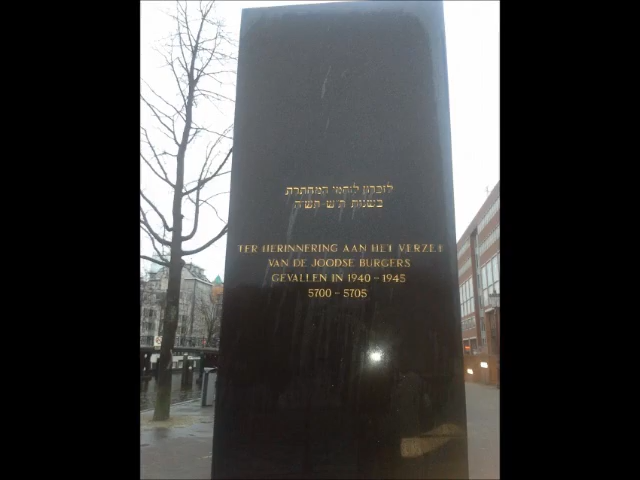 לזכרון לוחמי המחתרת
בשנות ת״ש-תש״ה
TER HERINNERING AAN HET VERZET
VAN DE JOODSE BURGERS
GEVALLEN IN 1940 - 1945
5700 - 5705